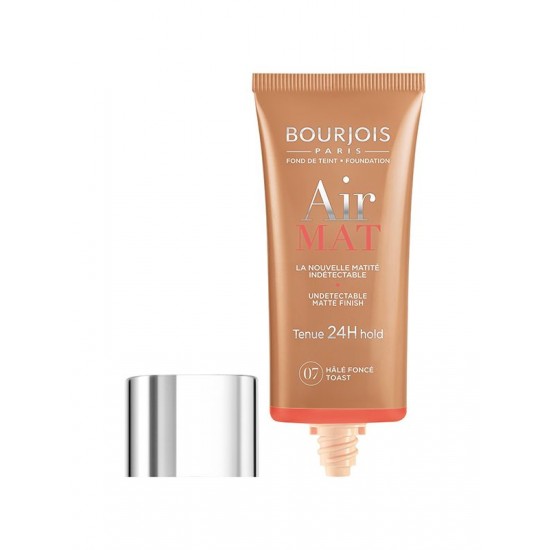 BOURJOIS
PARIS
FOND DE TEINT • FOUNDATION
Air
MAT
LA NOUVELLE MATITÉ
INDÉTECTABLE
•
UNDETECTABLE
MATTE FINISH
Tenue 24H hold
07 HÂLÉ FONCÉ
TOAST